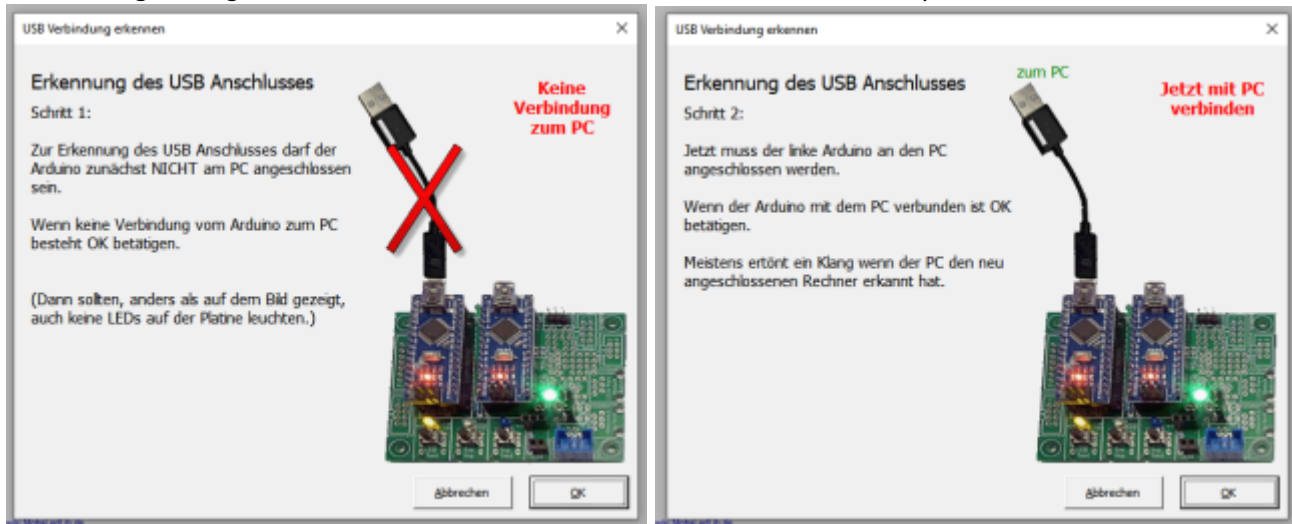 USB Verbindung erkennen
Erkennung des USB Anschlusses
Schritt 1:
Zur Erkennung des USB Anschlusses darf der
Arduino zunächst NICHT am PC angeschlossen
sein.
Wenn keine Verbindung vom Arduino zum PC
besteht OK betätigen.
(Dann sollten, anders als auf dem Bild gezeigt,
auch keine LEDs auf der Platine leuchten.)
Keine
Verbindung
zum PC
Abbrechen
OK
USB Verbindung erkennen
Erkennung des USB Anschlusses
Schritt 2:
Jetzt muss der linke Arduino an den PC
angeschlossen werden.
Wenn der Arduino mit dem PC verbunden ist OK
betätigen.
Meistens ertönt ein Klang wenn der PC den neu
angeschlossenen Rechner erkannt hat.
zum PC
Jetzt mit PC
verbinden
Abbrechen
OK